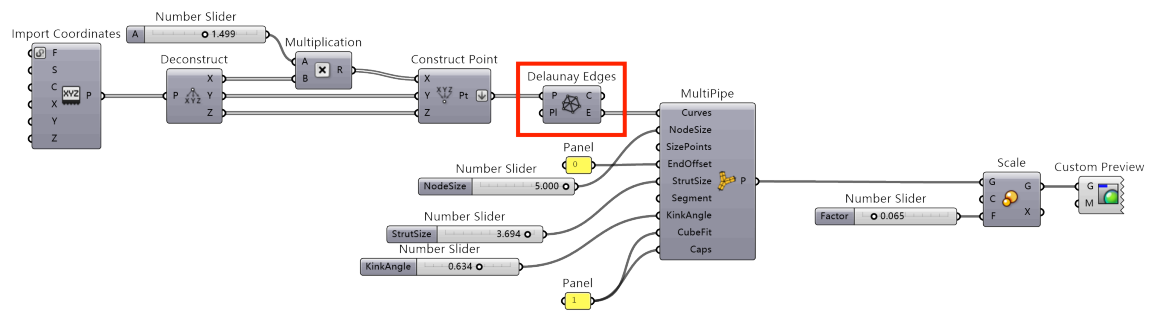 Import Coordinates
F
S
C
X
Y
Z
XYZ
P
Number Slider
A 1.499
Multiplication
A
B
R
Deconstruct
P
XYZ
X
Y
Z
Construct Point
X
Y
Z
XYZ
Pt
Delaunay Edges
P
Pl
C
E
Panel
0
Number Slider
NodeSize 5.000
Number Slider
StrutSize 3.694
Number Slider
KinkAngle 0.634
Panel
1
MultiPipe
Curves
NodeSize
SizePoints
EndOffset
StrutSize
Segment
KinkAngle
CubeFit
Caps
P
Number Slider
Factor 0.065
Scale
G
C
F
G
X
Custom Preview
G
M